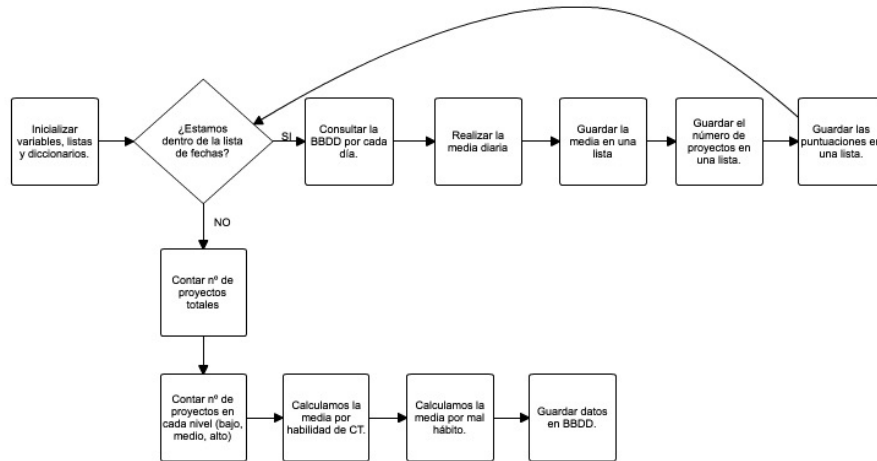 Inicializar
variables, listas
y diccionarios.
¿Estamos
dentro de la lista
de fechas?
SI
Consultar la
BBDD por cada
día.
Realizar la
media diaria
Guardar la
media en una
lista
Guardar el
número de
proyectos en
una lista.
Guardar las
puntuaciones en
una lista.
NO
Contar nº de
proyectos
totales
Contar nº de
proyectos en
cada nivel (bajo,
medio, alto)
Calculamos la
media por
habilidad de CT.
Calculamos la
media por mal
hábito.
Guardar datos
en BBDD.